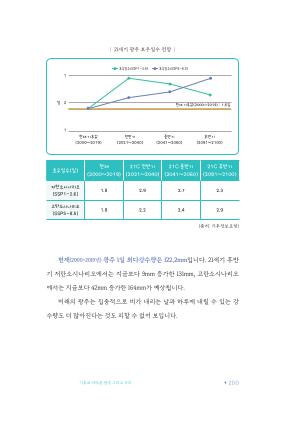 | 21세기 광주 호우일수 전망 |
저탄소(SSP1-2.6) 고탄소(SSP5-8.5)
현재 (2000~2019) : 1.8일
현재 기후값 전반기 중반기 후반기
(2000~2019) (2021~2040) (2041~2060) (2081~2100)
호우일수(일) 현재 (2000~2019) 21C 전반기 (2021~2040) 21C 중반기 (2041~2060) 21C 후반기 (2081~2100)
저탄소시나리오 (SSP1-2.6) 1.8 2.9 2.7 2.3
고탄소시나리오 (SSP5-8.5) 1.8 2.2 2.4 2.9
(출처: 기후정보포털)
현재(2000~2019년) 광주 1일 최다강수량은 122.2mm입니다. 21세기 후반
기 저탄소시나리오에서는 지금보다 9mm 증가한 131mm, 고탄소시나리오
에서는 지금보다 42mm 증가한 164mm가 예상됩니다.
미래의 광주은 집중적으로 비가 내리는 날과 하루에 내릴 수 있는 강
수량도 더 많아진다는 것도 피할 수 없어 보입니다.
200